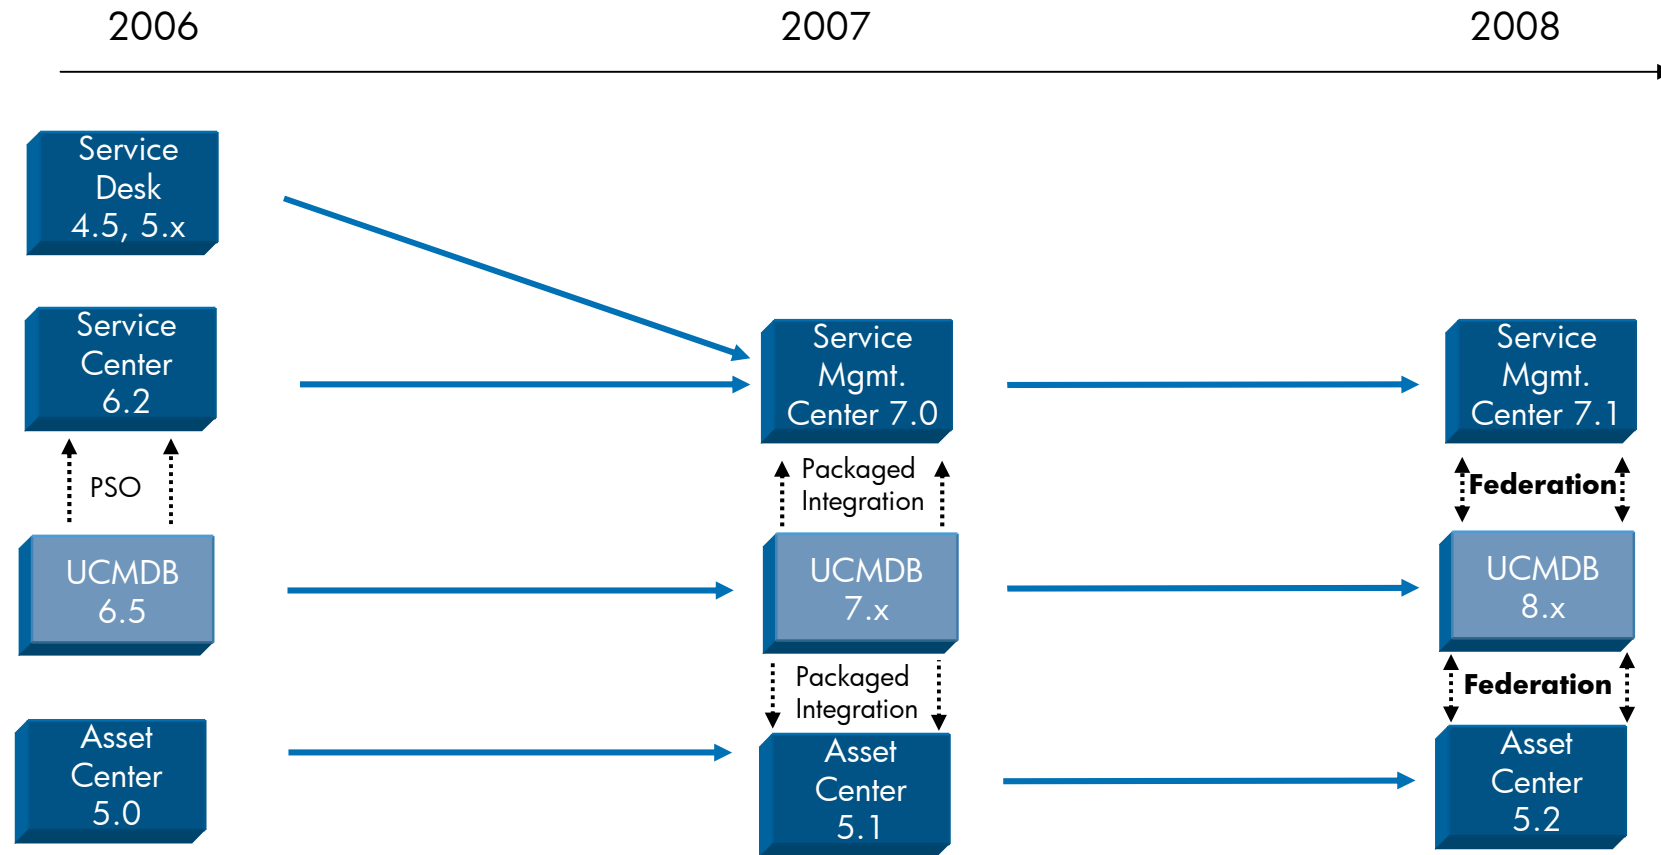 2006
2007
2008
Service
Desk
4.5, 5.x
Service
Center
6.2
Service
Mgmt.
Center 7.0
Service
Mgmt.
Center 7.1
PSO
Packaged
Integration
Federation
UCMDB
6.5
UCMDB
7.x
UCMDB
8.x
Packaged
Integration
Federation
Asset
Center
5.0
Asset
Center
5.1
Asset
Center
5.2